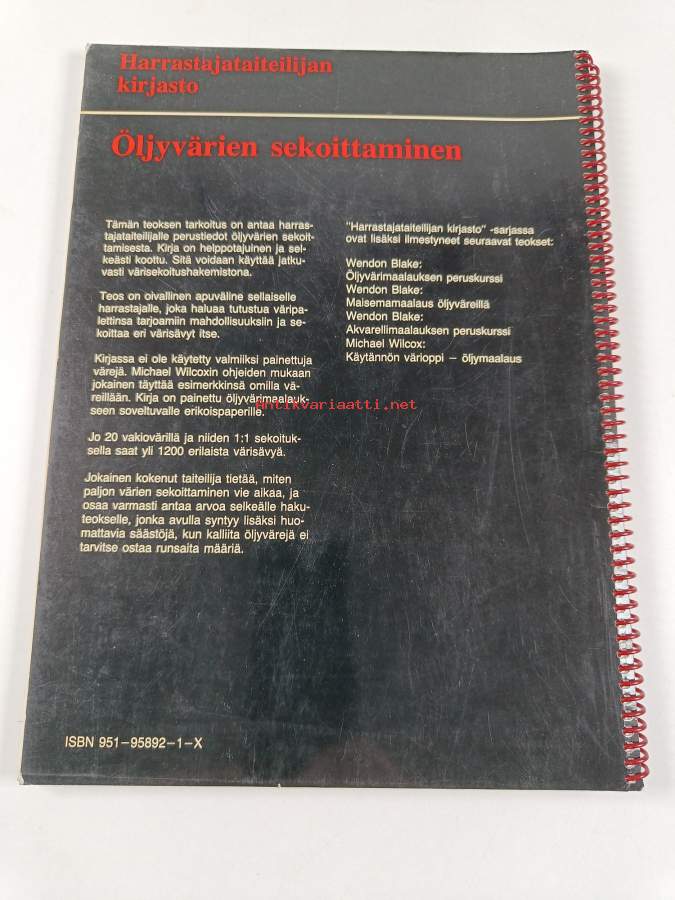 Harrastajataiteilijan
kirjasto
Öljyvärien sekoittaminen
Tämän teoksen tarkoitus on antaa harras-
tajataiteilijalle perustiedot öljyvärien sekoit-
tamisesta. Kirja on helppotajuinen ja sel-
keästi koottu. Sitä voidaan käyttää jatku-
vasti värisekoitushakemistona.
Teos on oivallinen apuväline sellaiselle
harrastajalle, joka haluaa tutustua väripa-
lettinsa tarjoamiin mahdollisuuksiin ja se-
koittaa eri värisävyt itse.
Kirjassa ei ole käytetty valmiiksi painettuja
värejä. Michael Wilcoxin ohjeiden mukaan
jokainen täyttää esimerkkinsä omilla vä-
reillään. Kirja on painettu öljyvärimaalauk-
seen soveltuvalle erikoispaperille.
Jo 20 vakiovärillä ja niiden 1:1 sekoituk-
sella saat yli 1200 erilaista värisävyä.
Jokainen kokenut taiteilija tietää, miten
paljon värien sekoittaminen vie aikaa, ja
osaa varmasti antaa arvoa selkeälle haku-
teokselle, jonka avulla syntyy lisäksi huo-
mattavia säästöjä, kun kalliita öljyvärejä ei
tarvitse ostaa runsaita määriä.
"Harrastajataiteilijan kirjasto" -sarjassa
ovat lisäksi ilmestyneet seuraavat teokset:
Wendon Blake:
Öljyvärimaalauksen peruskurssi
Wendon Blake:
Maisemamaalaus öljyväreillä
Wendon Blake:
Akvarellimaalauksen peruskurssi
Michael Wilcox:
Käytännön värioppi – öljymaalaus
Antikvariaatti.net
ISBN 951-95892-1-X